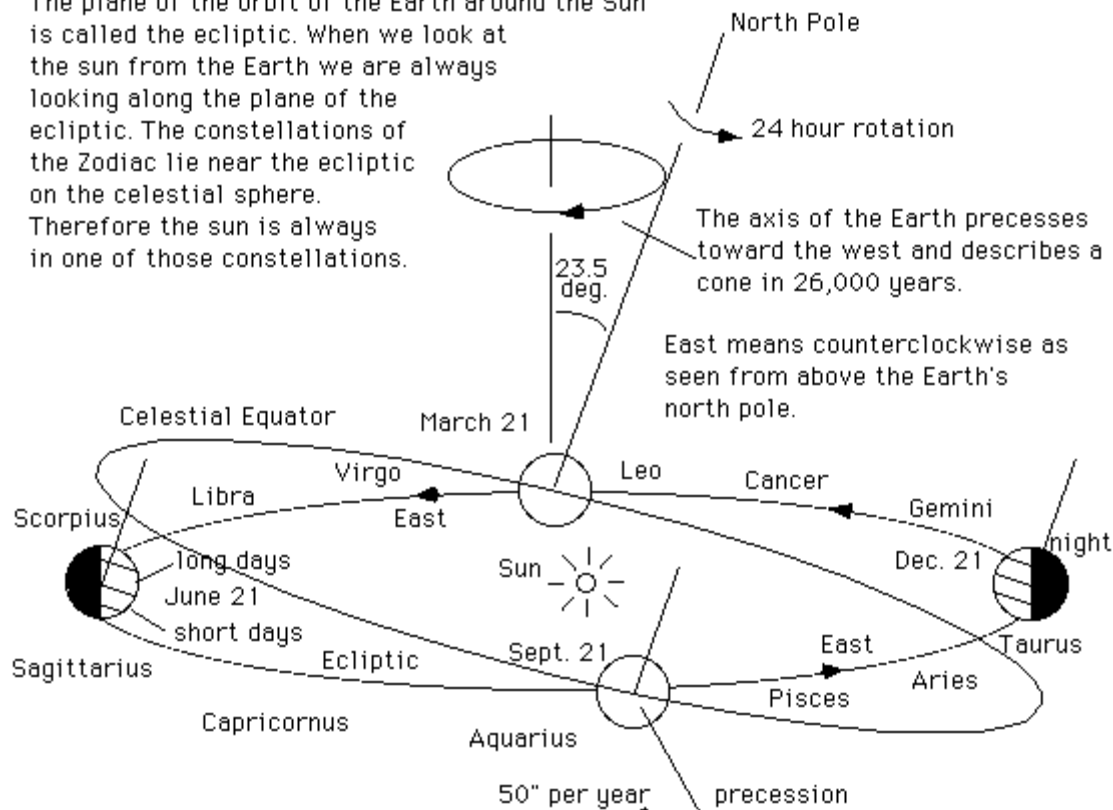 The plane of the orbit of the Earth around the Sun
is called the ecliptic. When we look at
the sun from the Earth we are always
looking along the plane of the
ecliptic. The constellations of
the Zodiac lie near the ecliptic
on the celestial sphere.
Therefore the sun is always
in one of those constellations.
North Pole
24 hour rotation
The axis of the Earth precesses
toward the west and describes a
cone in 26,000 years.
23.5
deg.
East means counterclockwise as
seen from above the Earth's
north pole.
Celestial Equator
March 21
Virgo
Leo
Cancer
Libra
East
Gemini
Scorpius
night
long days
Sun
Dec. 21
June 21
short days
Sept. 21
East
Taurus
Sagittarius
Ecliptic
Aries
Pisces
Capricornus
Aquarius
50" per year
precession